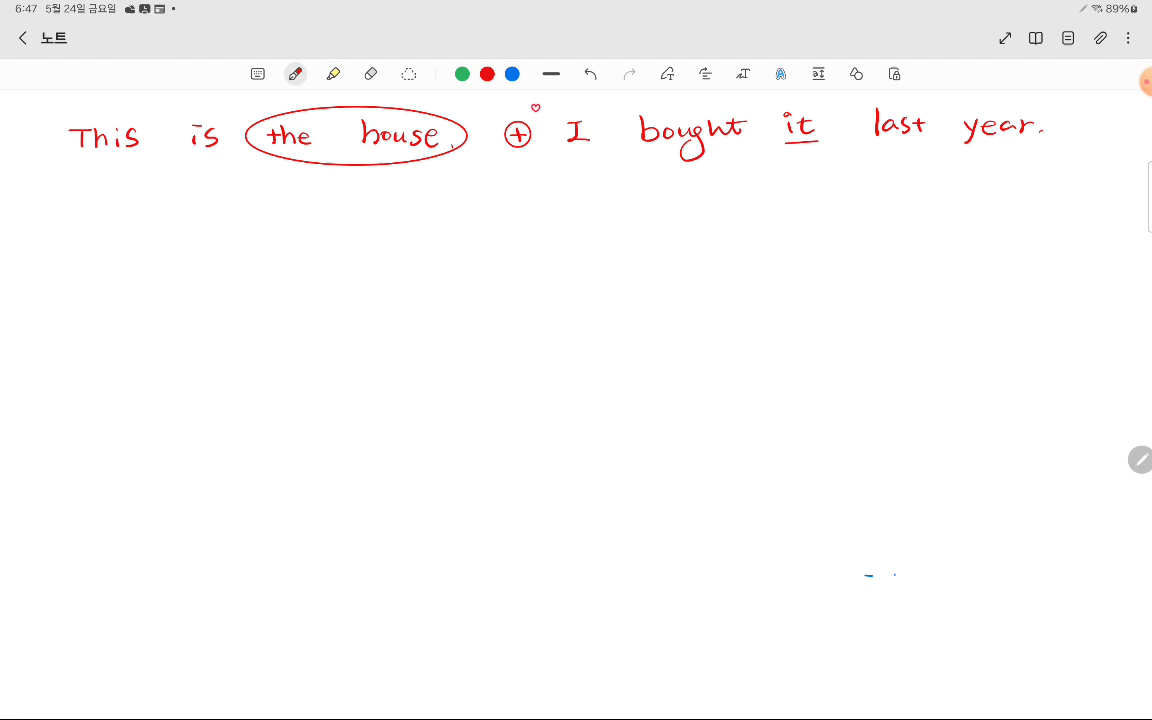 6:47 5월 24일 금요일 89%
노트
This is the house. + I bought it last year.